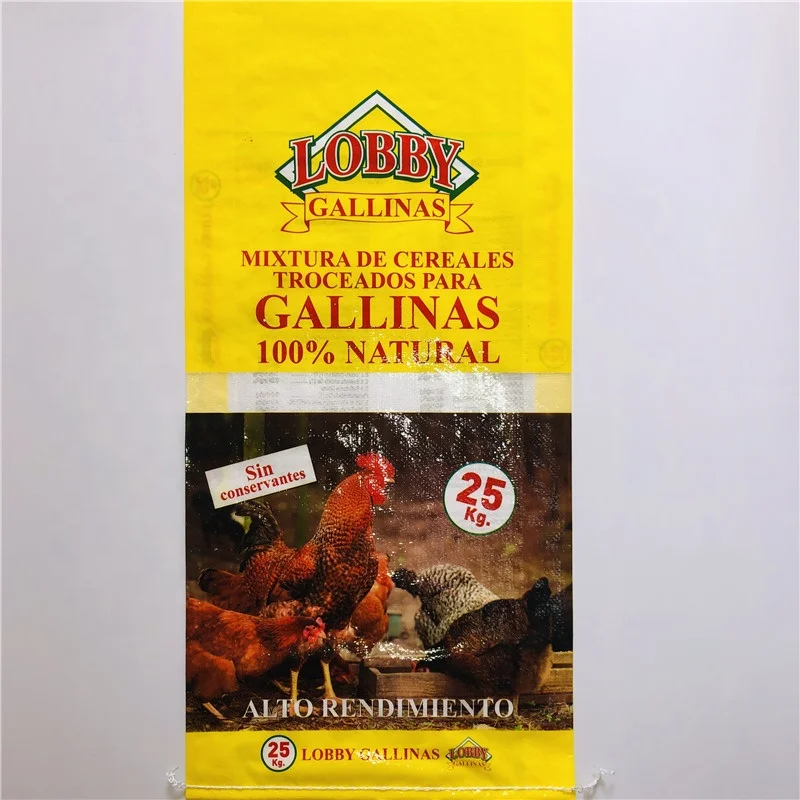 LOBBY
GALLINAS
MIXTURA DE CEREALES
TROCEADOS PARA
GALLINAS
100% NATURAL
Sin
conservantes
25
Kg.
ALTO RENDIMIENTO
25
Kg.
LOBBY GALLINAS
LOBBY
GALLINAS